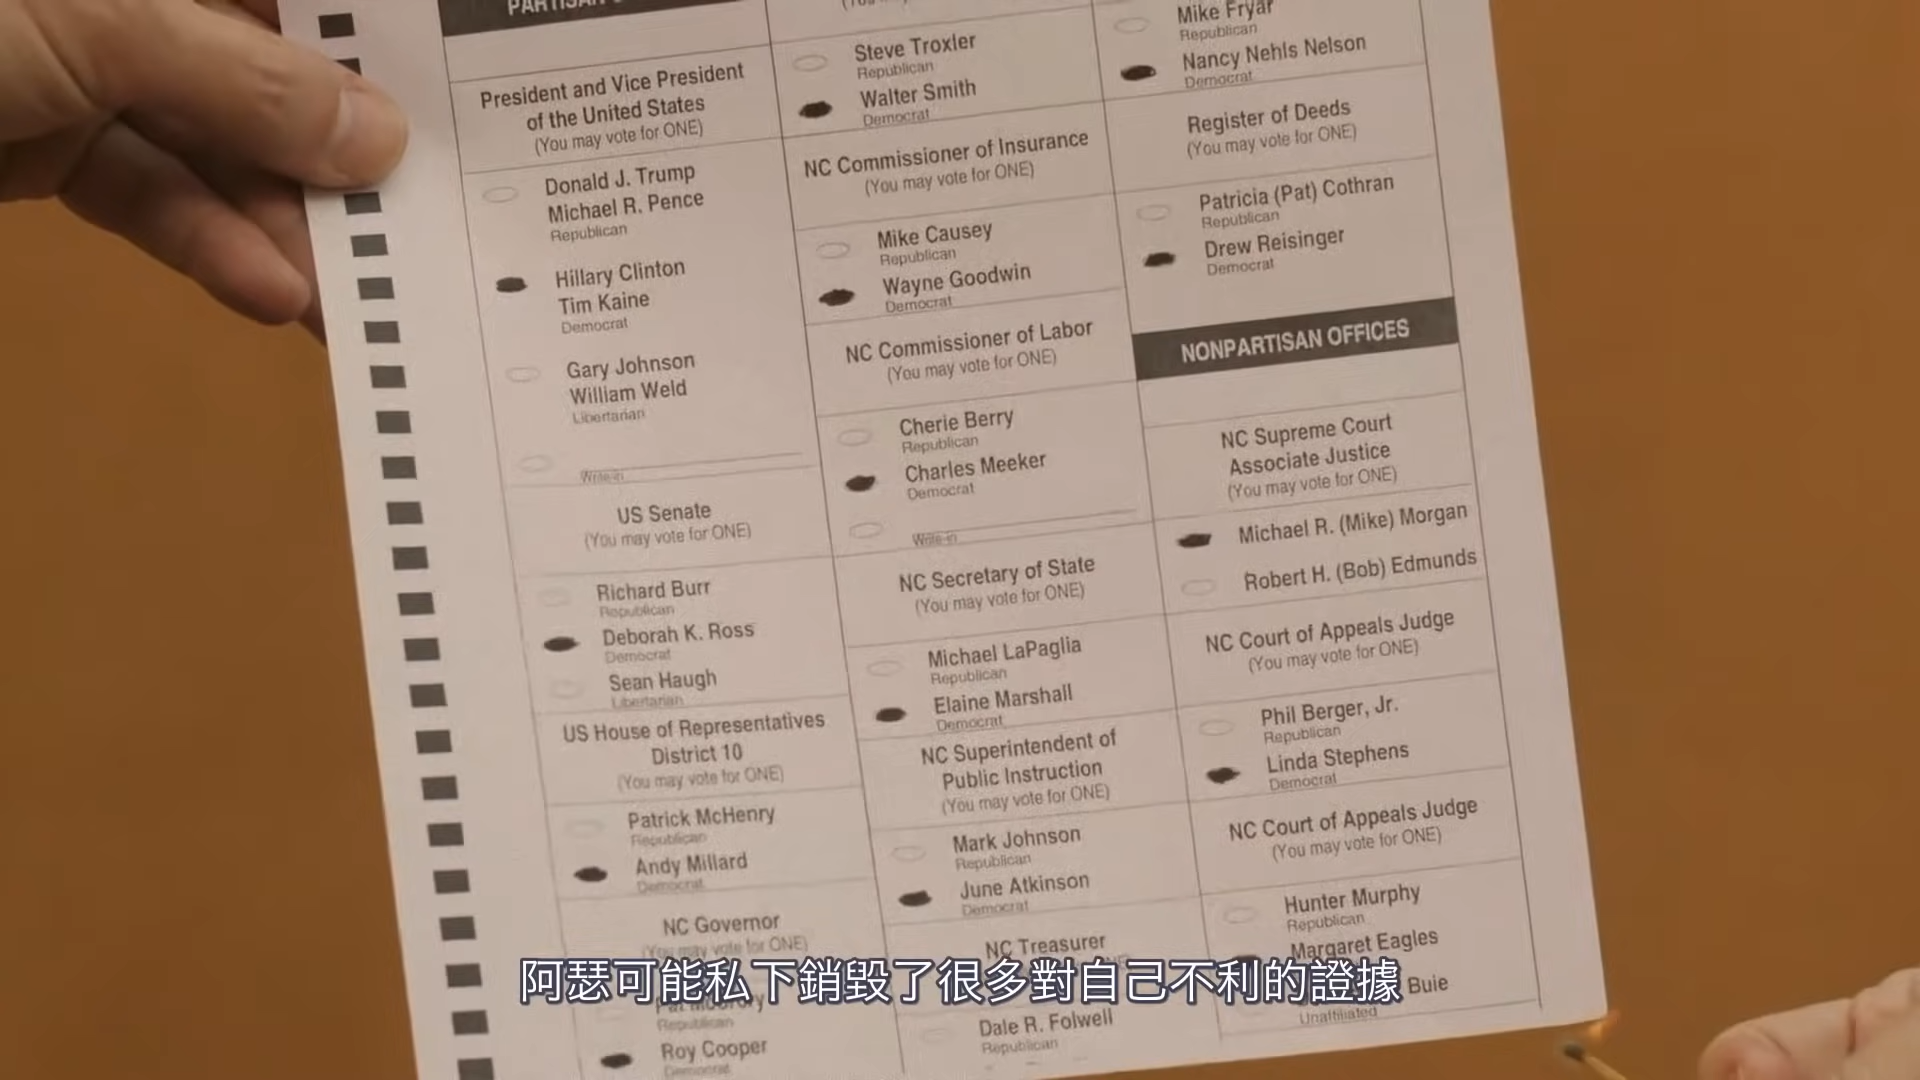 PARTISAN
President and Vice President
of the United States
(You may vote for ONE)
Donald J. Trump
Michael R. Pence
Republican
Hillary Clinton
Tim Kaine
Democrat
Gary Johnson
William Weld
Libertarian
Write-in
US Senate
(You may vote for ONE)
Richard Burr
Republican
Deborah K. Ross
Democrat
Sean Haugh
Libertarian
US House of Representatives
District 10
(You may vote for ONE)
Patrick McHenry
Republican
Andy Millard
Democrat
NC Governor
(You may vote for ONE)
Republican
Roy Cooper
Democrat
Steve Troxler
Republican
Walter Smith
Democrat
NC Commissioner of Insurance
(You may vote for ONE)
Mike Causey
Republican
Wayne Goodwin
Democrat
NC Commissioner of Labor
(You may vote for ONE)
Cherie Berry
Republican
Charles Meeker
Democrat
Write-in
NC Secretary of State
(You may vote for ONE)
Michael LaPaglia
Republican
Elaine Marshall
Democrat
NC Superintendent of
Public Instruction
(You may vote for ONE)
Mark Johnson
Republican
June Atkinson
Democrat
NC Treasurer
Dale R. Folwell
Republican
Mike Fryar
Republican
Nancy Nehls Nelson
Democrat
Register of Deeds
(You may vote for ONE)
Patricia (Pat) Cothran
Republican
Drew Reisinger
Democrat
NONPARTISAN OFFICES
NC Supreme Court
Associate Justice
(You may vote for ONE)
Michael R. (Mike) Morgan
Robert H. (Bob) Edmunds
NC Court of Appeals Judge
(You may vote for ONE)
Phil Berger, Jr.
Republican
Linda Stephens
Democrat
NC Court of Appeals Judge
(You may vote for ONE)
Hunter Murphy
Republican
Margaret Eagles
Buie
Unaffiliated
阿瑟可能私下銷毀了很多對自己不利的證據